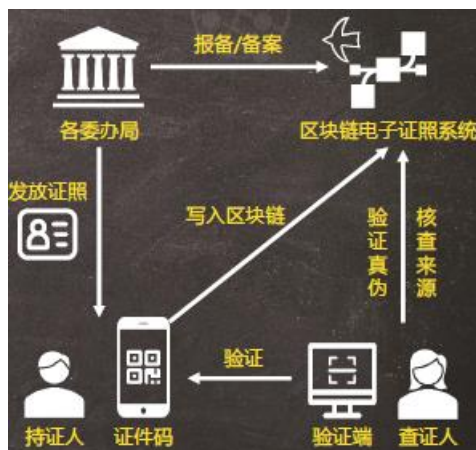 报备/备案
各委办局
区块链电子证照系统
发放证照
写入区块链
验证真伪
核查来源
验证
持证人
证件码
验证端
查证人